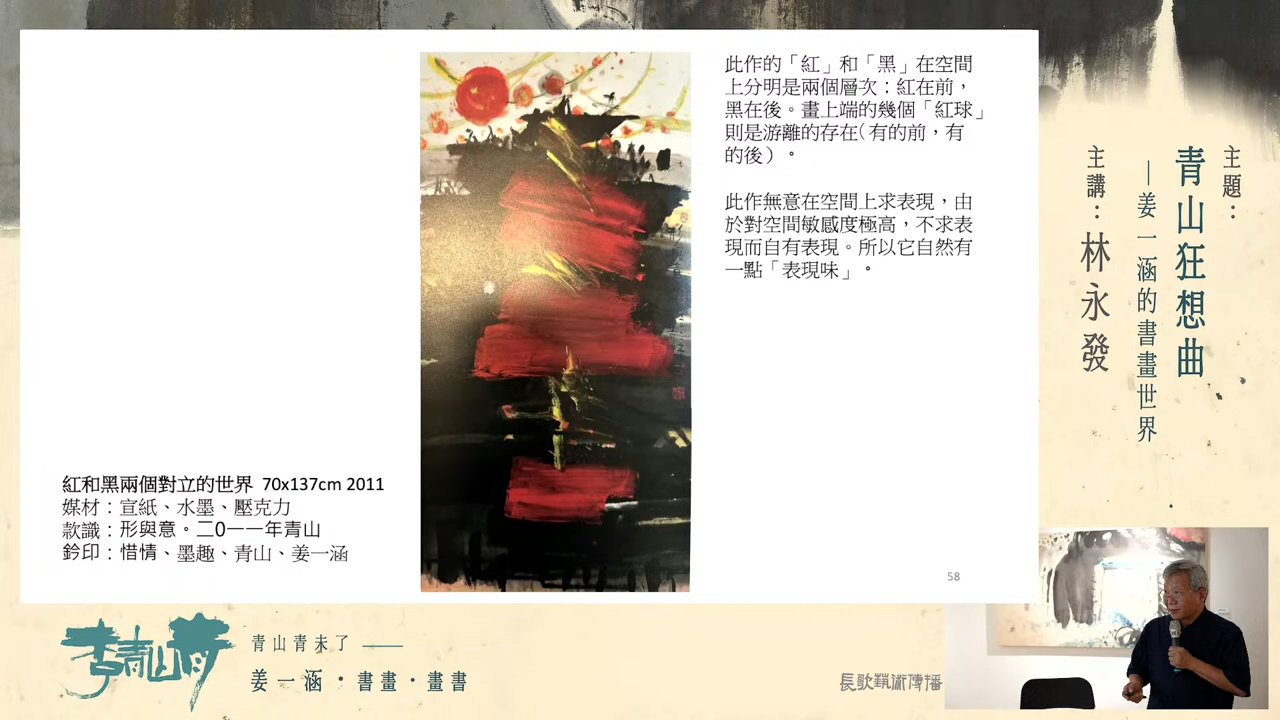 此作的「紅」和「黑」在空間
上分明是兩個層次：紅在前，
黑在後。畫上端的幾個「紅球」
則是游離的存在(有的前，有
的後）。
此作無意在空間上求表現，由
於對空間敏感度極高，不求表
現而自有表現。所以它自然有
一點「表現味」。
紅和黑兩個對立的世界 70x137cm 2011
媒材：宣紙、水墨、壓克力
款識：形與意。二0一一年青山
鈐印：惜情、墨趣、青山、姜一涵
58
主題：
青山狂想曲
—姜一涵的書畫世界
主講：林永發
青山青未了——
姜一涵・書畫・畫書
長歌藝術傳播